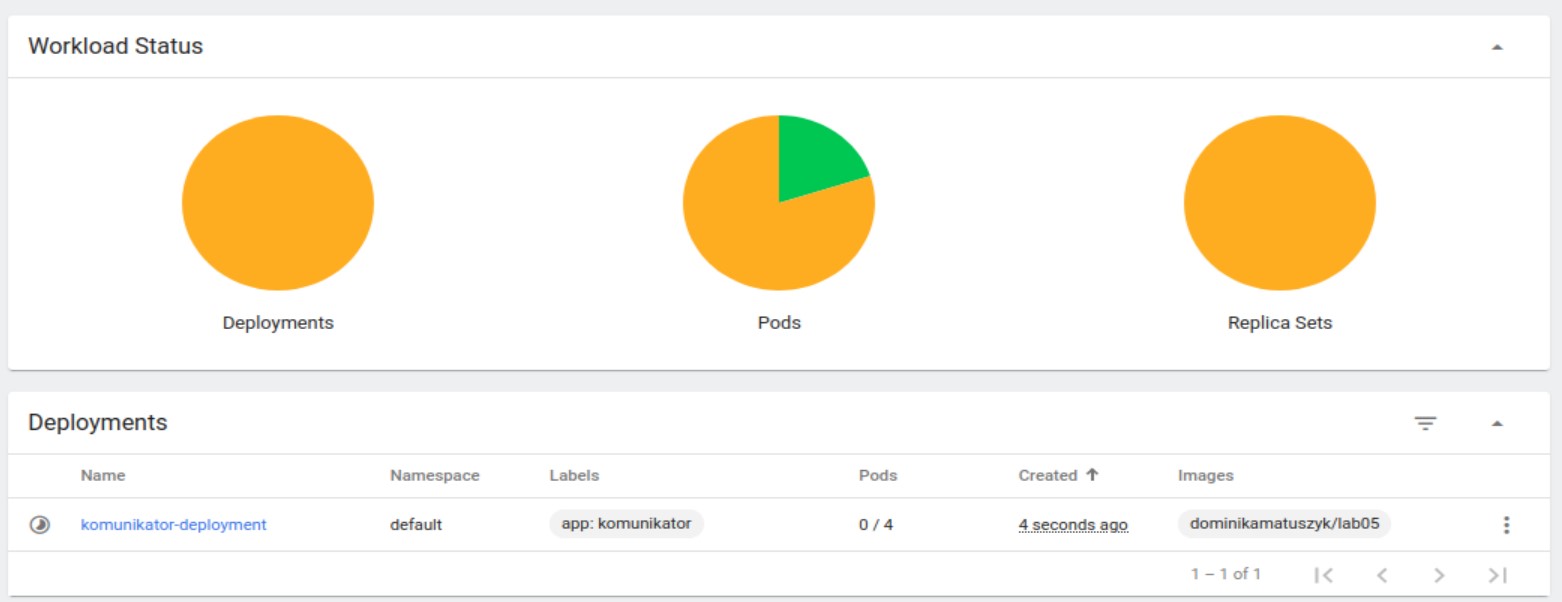 Workload Status
Deployments Pods Replica Sets
Deployments
Name Namespace Labels Pods Created Images
komunikator-deployment default app: komunikator 0 / 4 4 seconds ago dominikamatuszyk/lab05
1 – 1 of 1